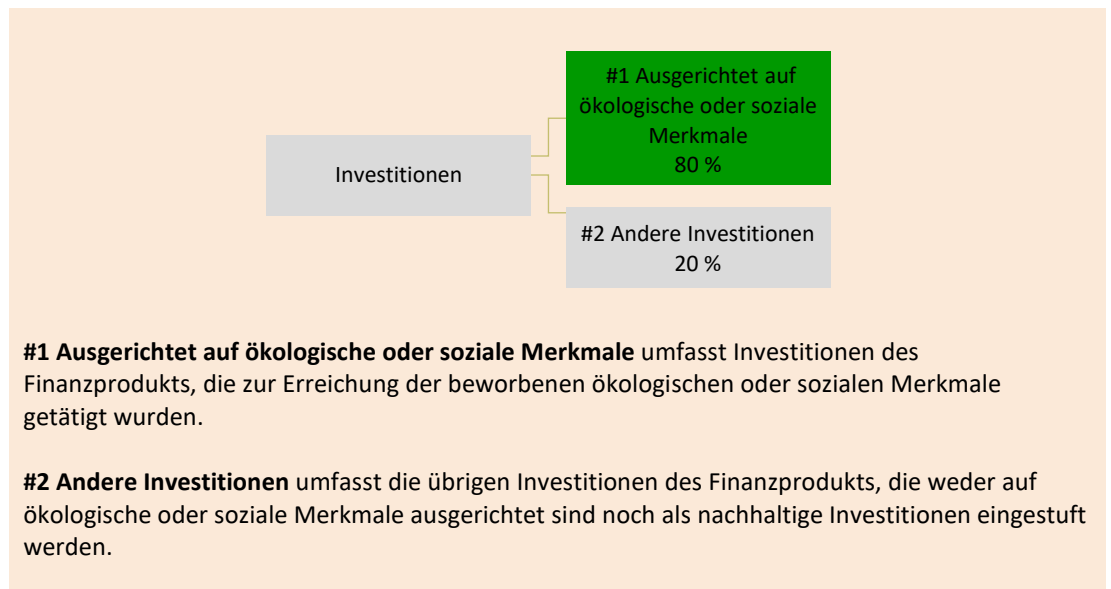 #1 Ausgerichtet auf
ökologische oder soziale
Merkmale
80 %
Investitionen
#2 Andere Investitionen
20 %
#1 Ausgerichtet auf ökologische oder soziale Merkmale umfasst Investitionen des
Finanzprodukts, die zur Erreichung der beworbenen ökologischen oder sozialen Merkmale
getätigt wurden.
#2 Andere Investitionen umfasst die übrigen Investitionen des Finanzprodukts, die weder auf
ökologische oder soziale Merkmale ausgerichtet sind noch als nachhaltige Investitionen eingestuft
werden.